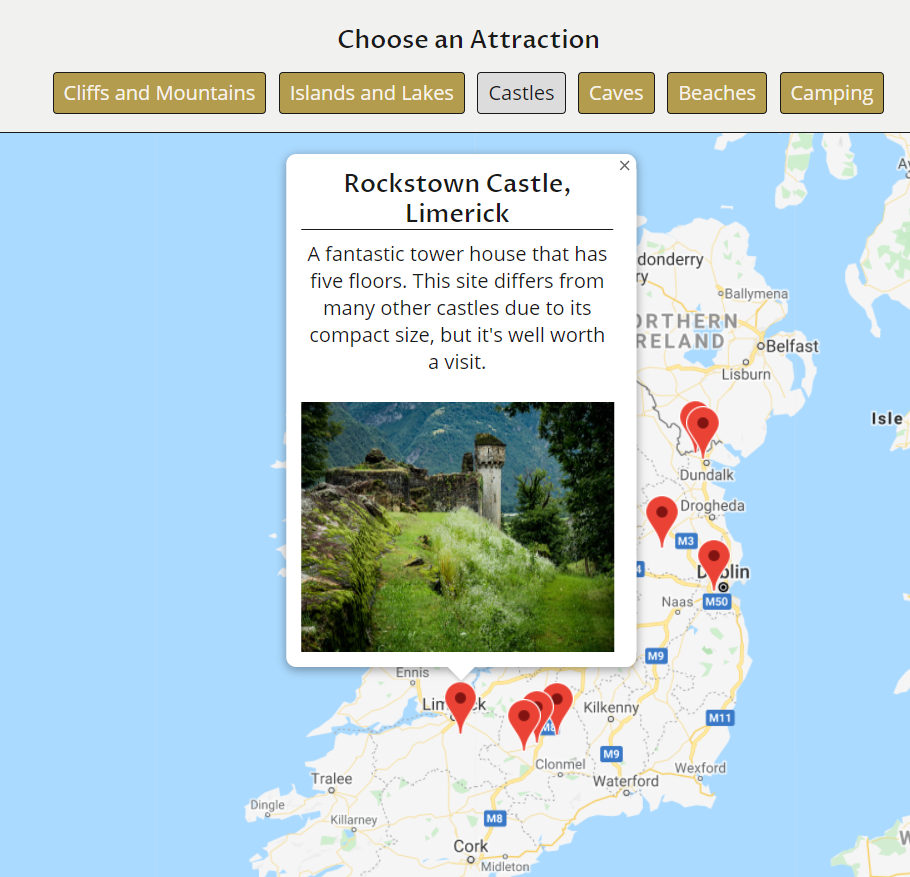 Choose an Attraction
Cliffs and Mountains
Islands and Lakes
Castles
Caves
Beaches
Camping
×
Rockstown Castle,
Limerick
A fantastic tower house that has
five floors. This site differs from
many other castles due to its
compact size, but it's well worth
a visit.
donderry
ry
Ballymena
ORTHERN
RELAND
Belfast
Lisburn
Isle
Dundalk
Drogheda
M3
4
Naas
M50
M9
Ennis
Kilkenny
M11
M9
Clonmel
Wexford
Waterford
Tralee
Dingle
Killarney
M8
Cork
Midleton